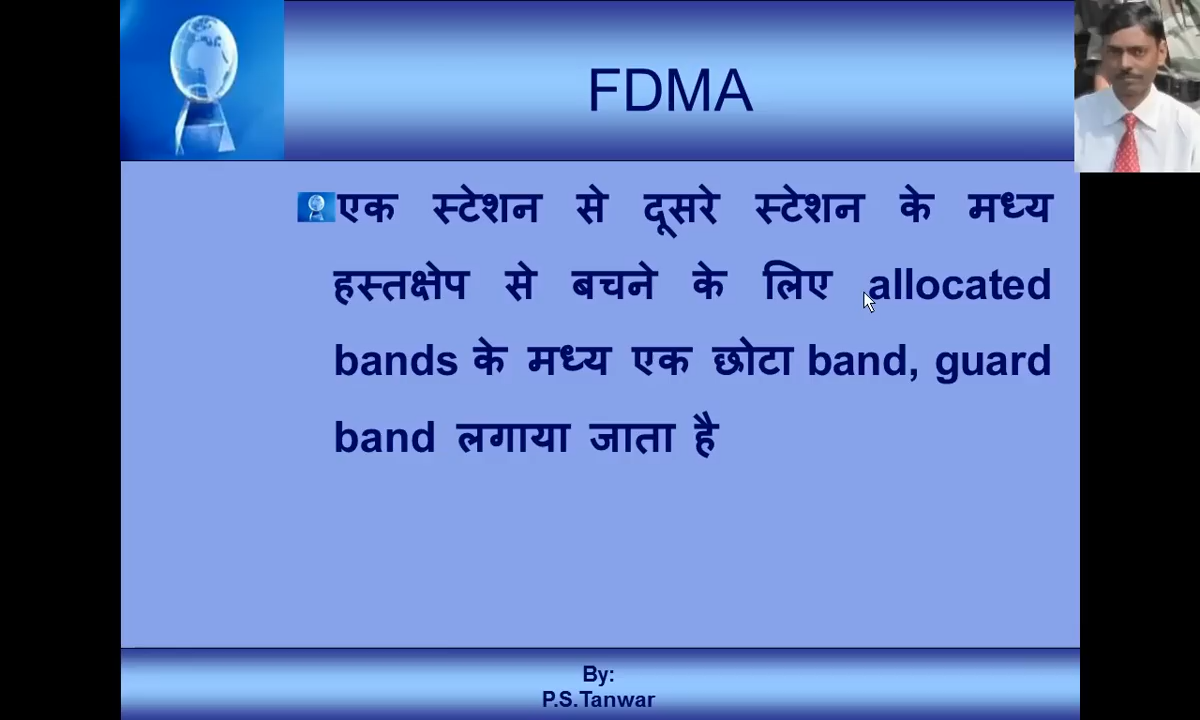 FDMA
एक स्टेशन से दूसरे स्टेशन के मध्य
हस्तक्षेप से बचने के लिए allocated
bands के मध्य एक छोटा band, guard
band लगाया जाता है
By:
P.S.Tanwar